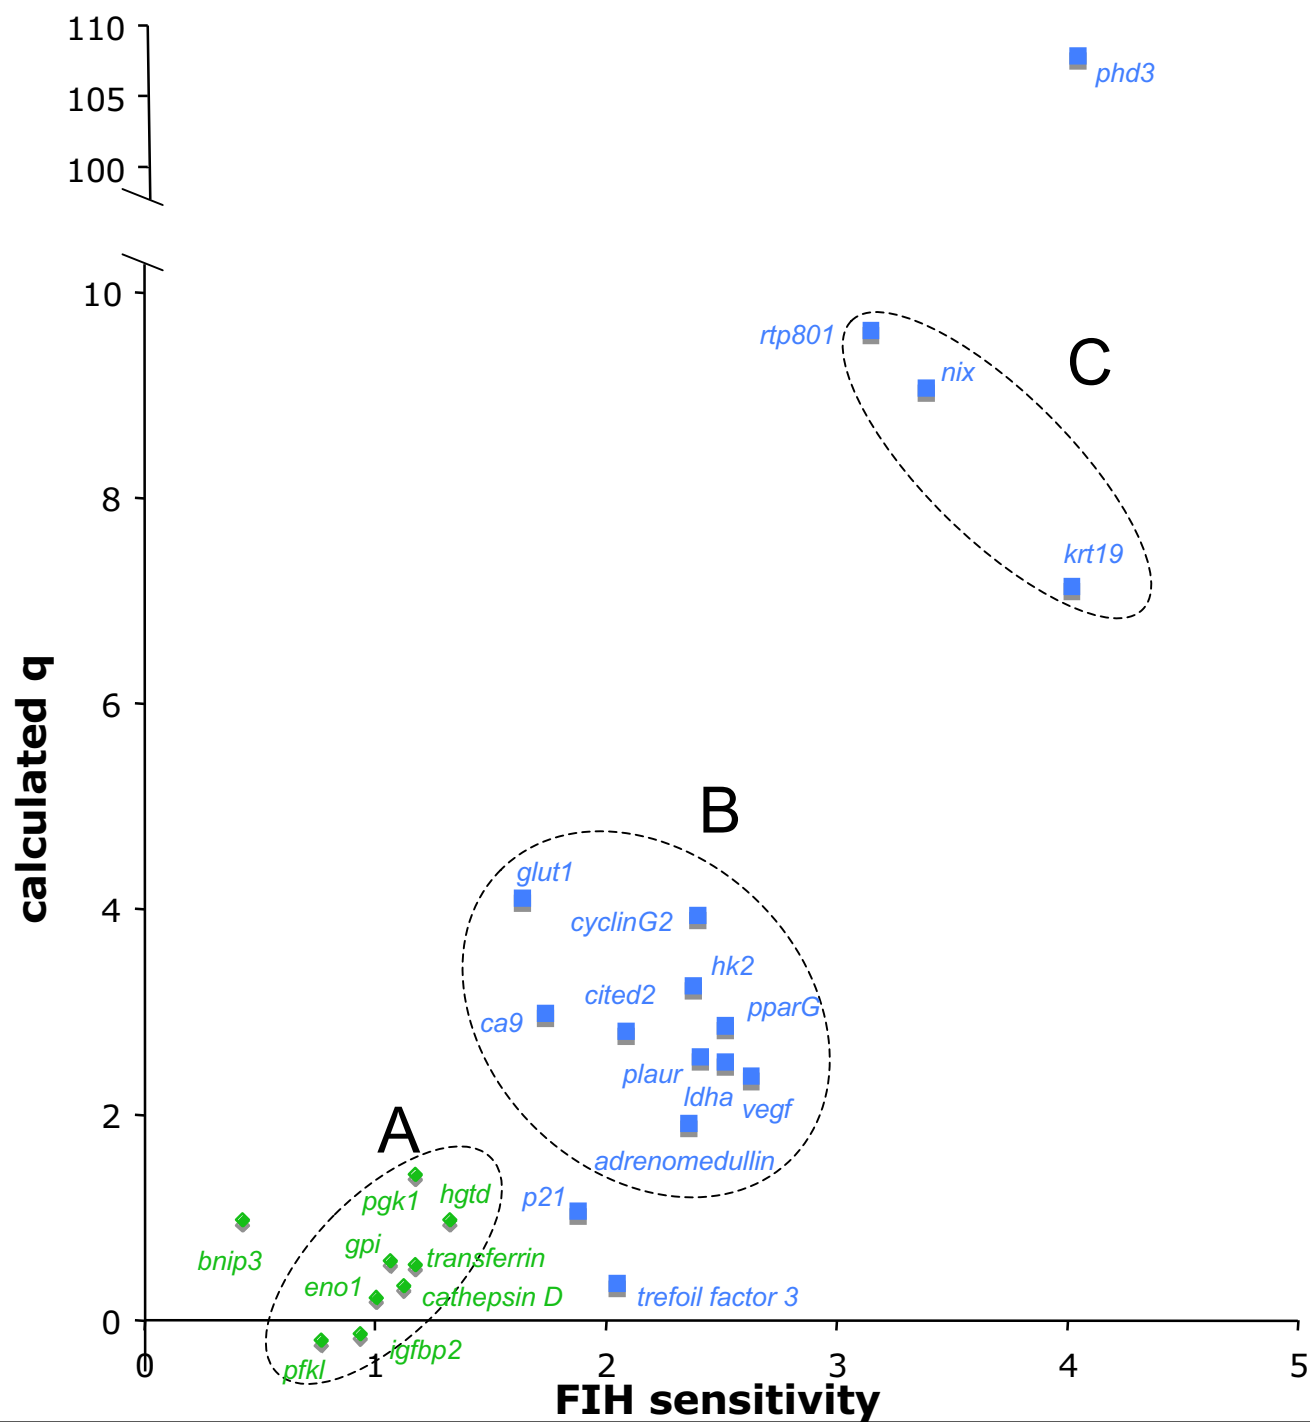 110
phd3
105
100
10
rtp801
C
nix
8
krt19
6
calculated q
B
glut1
4
cyclinG2
hk2
cited2
pparG
ca9
plaur
ldha
vegf
2
A
adrenomedullin
pgk1
hgtd
p21
gpi
transferrin
bnip3
eno1
cathepsin D
trefoil factor 3
0
igfbp2
pfkl
0 1 2 3 4 5
FIH sensitivity